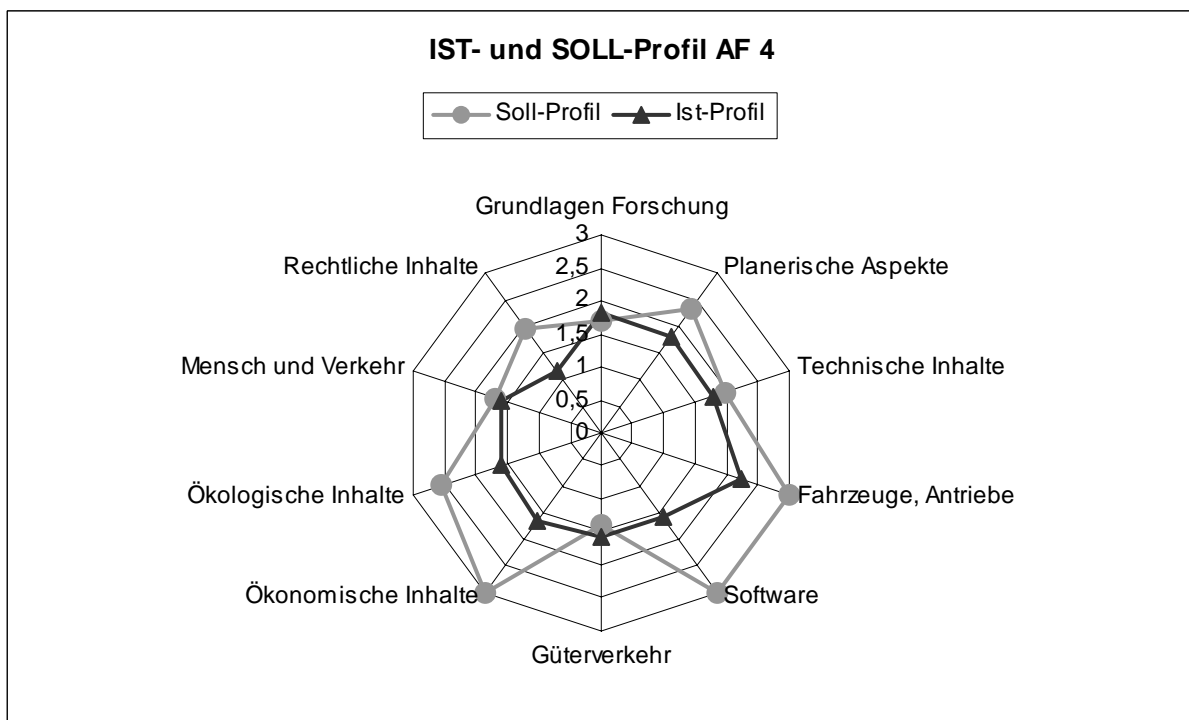 IST- und SOLL-Profil AF 4
Soll-Profil Ist-Profil
Grundlagen Forschung
Planerische Aspekte
Technische Inhalte
Fahrzeuge, Antriebe
Software
Güterverkehr
Ökonomische Inhalte
Ökologische Inhalte
Mensch und Verkehr
Rechtliche Inhalte
3
2,5
2
1,5
1
0,5
0